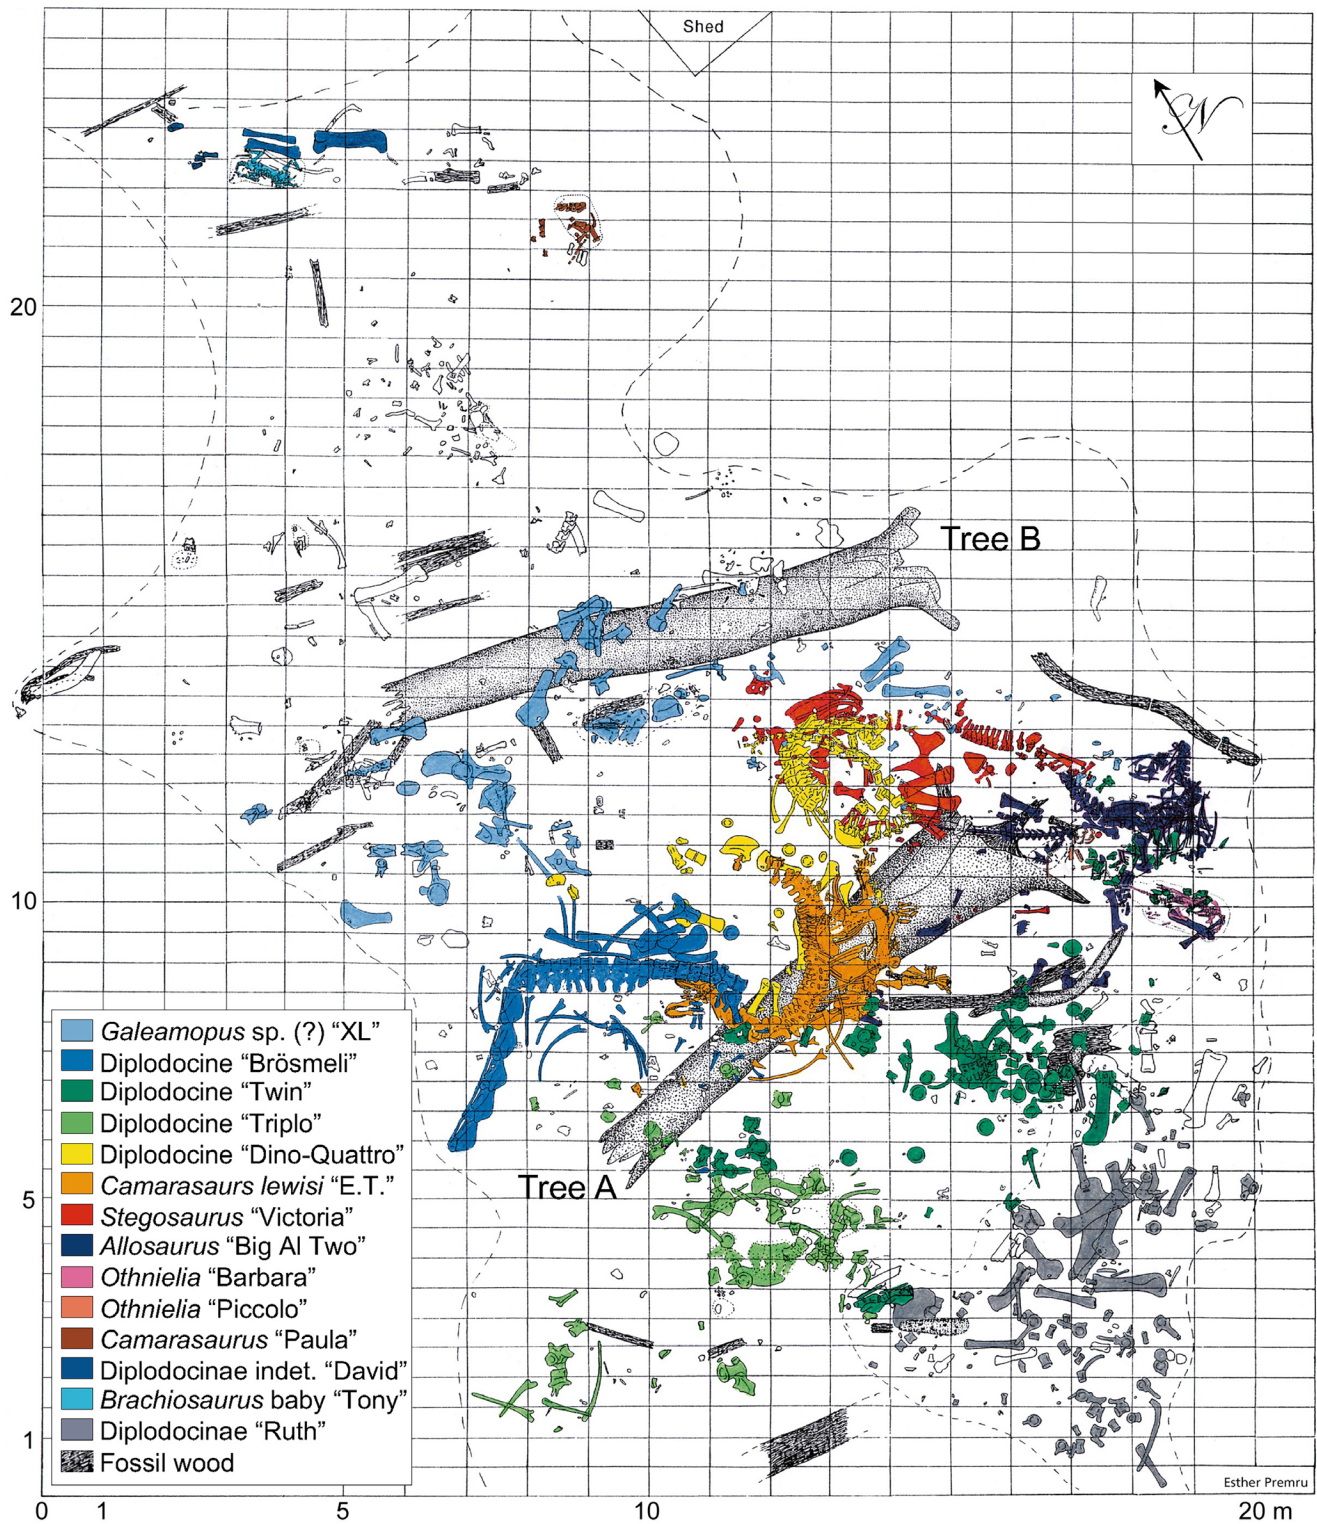 Shed
N
20
Tree B
10
Galeamopus sp. (?) “XL”
Diplodocine “Brösmeli”
Diplodocine “Twin”
Diplodocine “Triplo”
Diplodocine “Dino-Quattro”
Camarasaurs lewisi “E.T.”
Stegosaurus “Victoria”
Allosaurus “Big Al Two”
Othnielia “Barbara”
Othnielia “Piccolo”
Camarasaurus “Paula”
Diplodocinae indet. “David”
Brachiosaurus baby “Tony”
Diplodocinae “Ruth”
Fossil wood
Tree A
5
1
Esther Premru
0 1 5 10 20 m